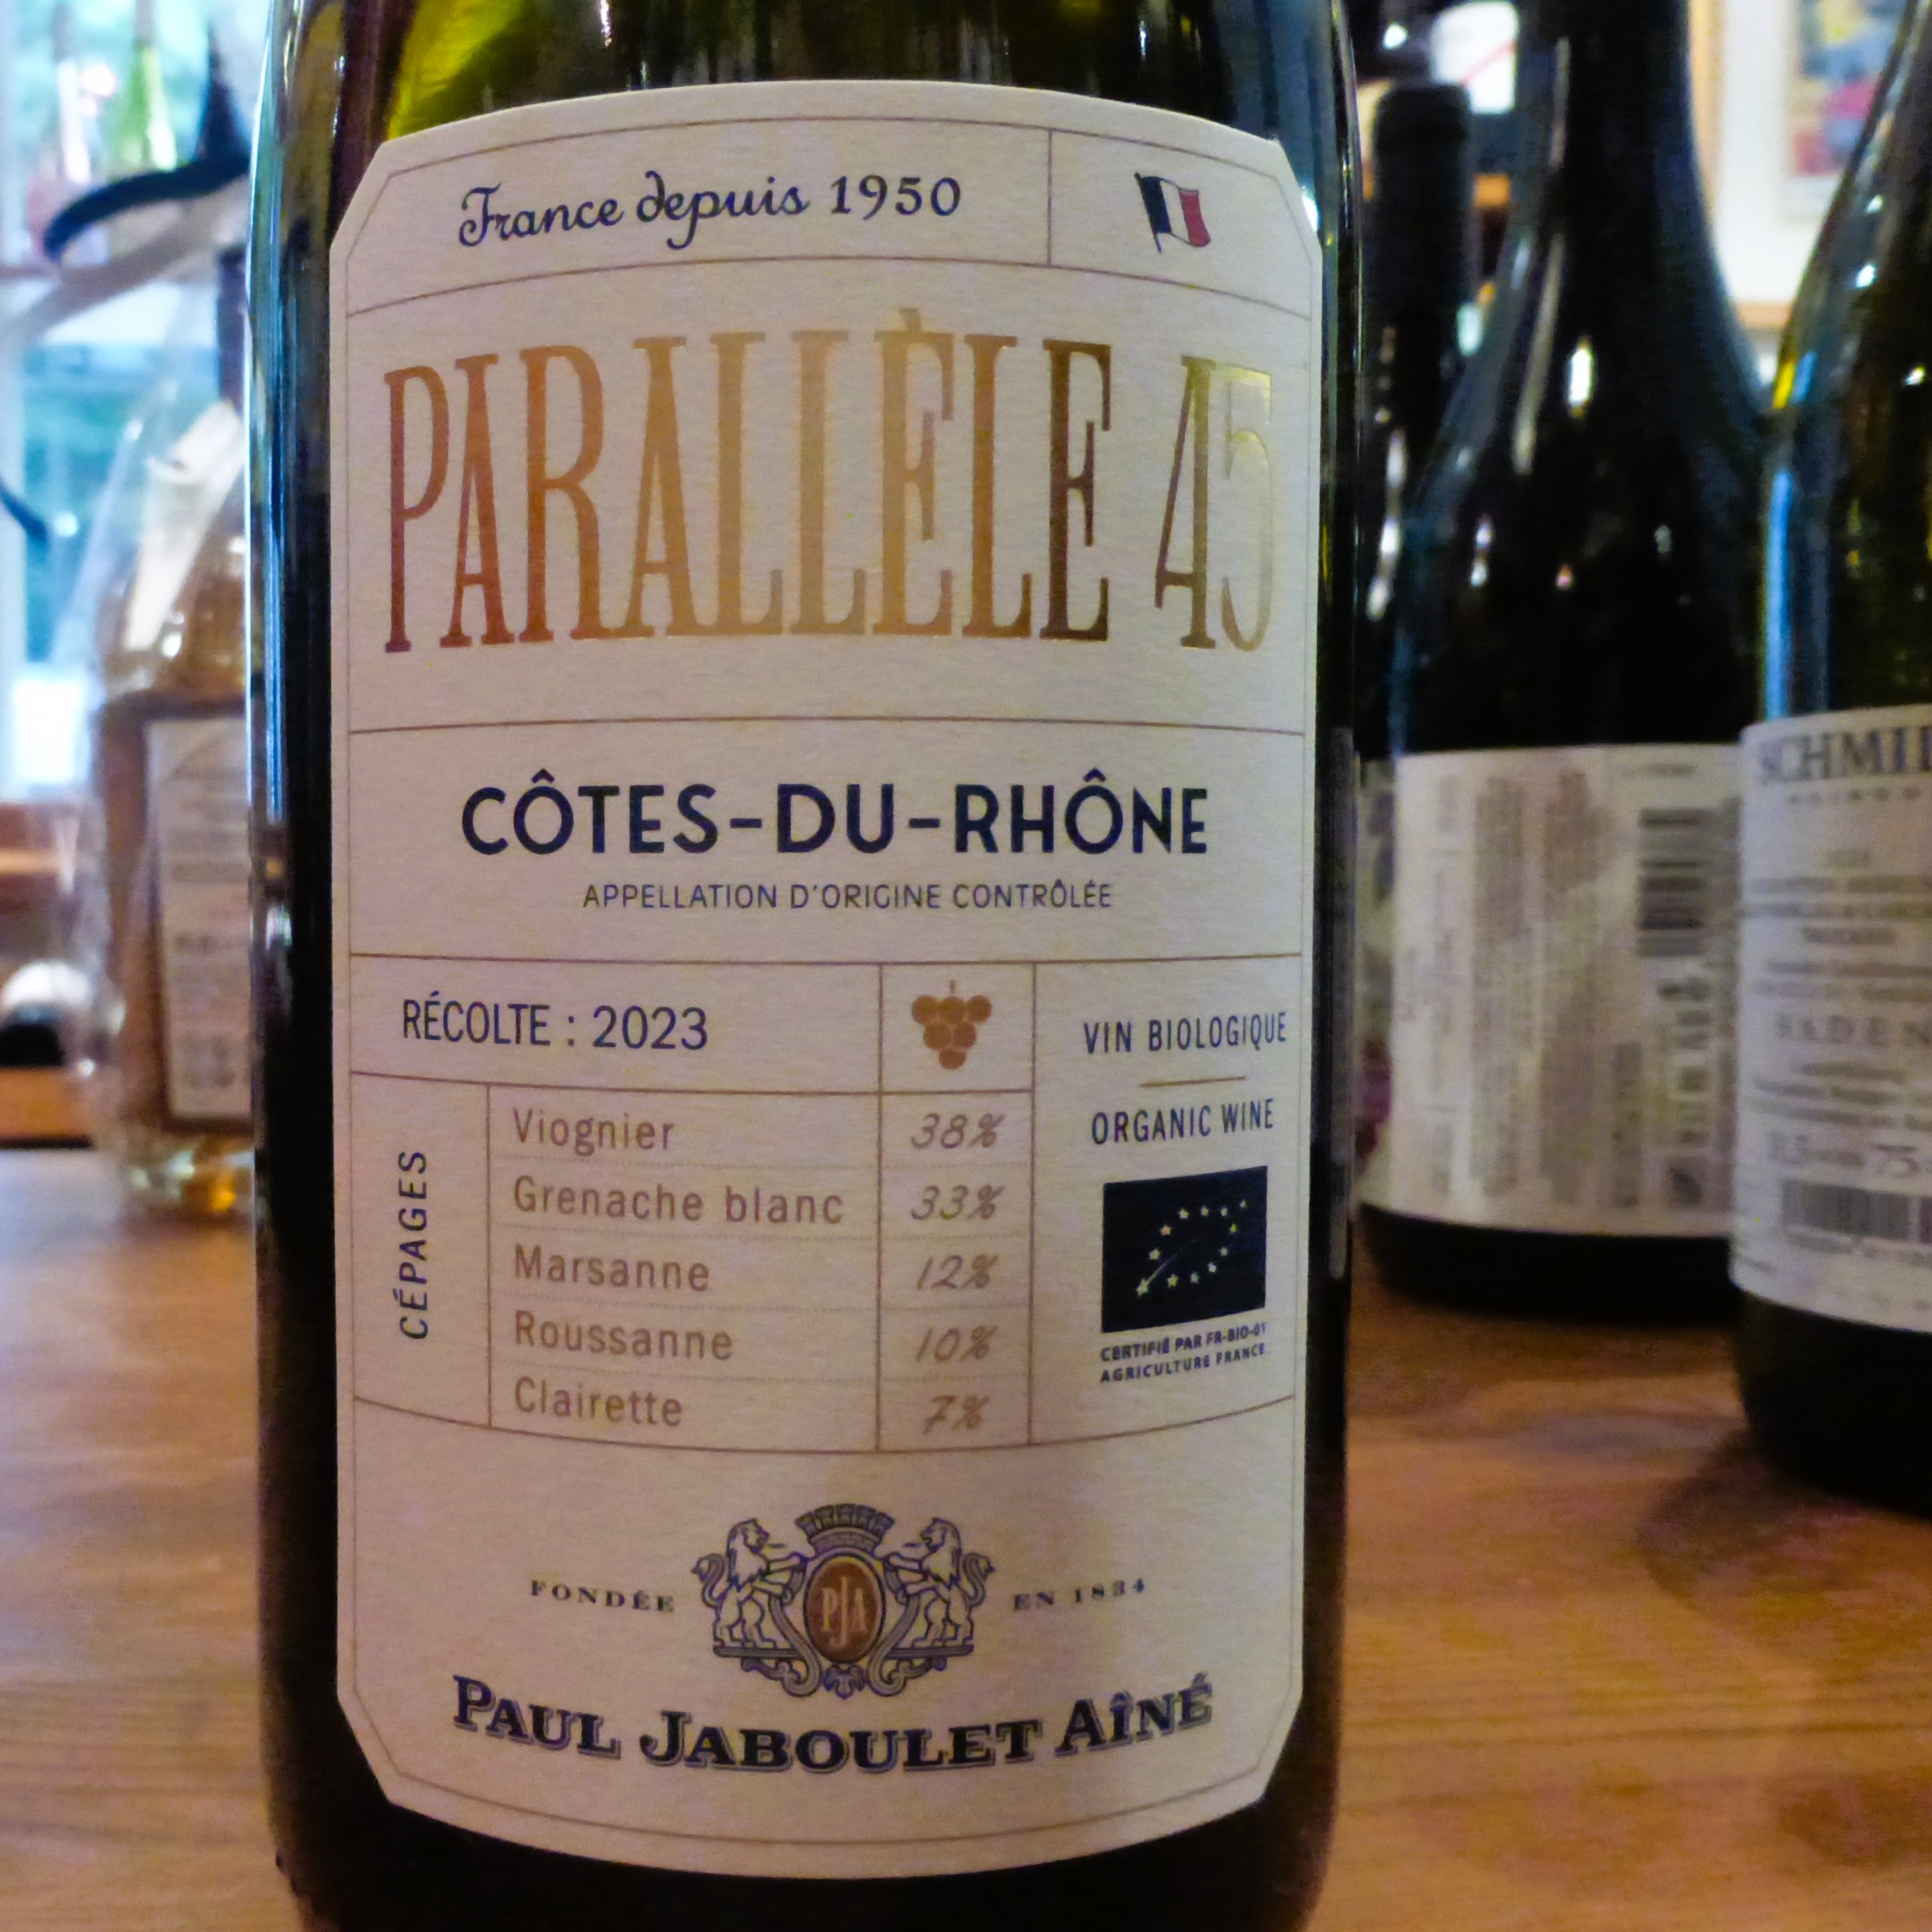 France depuis 1950
PARALLÈLE 45
CÔTES-DU-RHÔNE
APPELLATION D'ORIGINE CONTRÔLÉE
RÉCOLTE : 2023
CÉPAGES
Viognier 38%
Grenache blanc 33%
Marsanne 12%
Roussanne 10%
Clairette 7%
VIN BIOLOGIQUE
ORGANIC WINE
CERTIFIÉ PAR FR-BIO-01
AGRICULTURE FRANCE
FONDÉE EN 1834
PJA
PAUL JABOULET AÎNÉ
BADEN